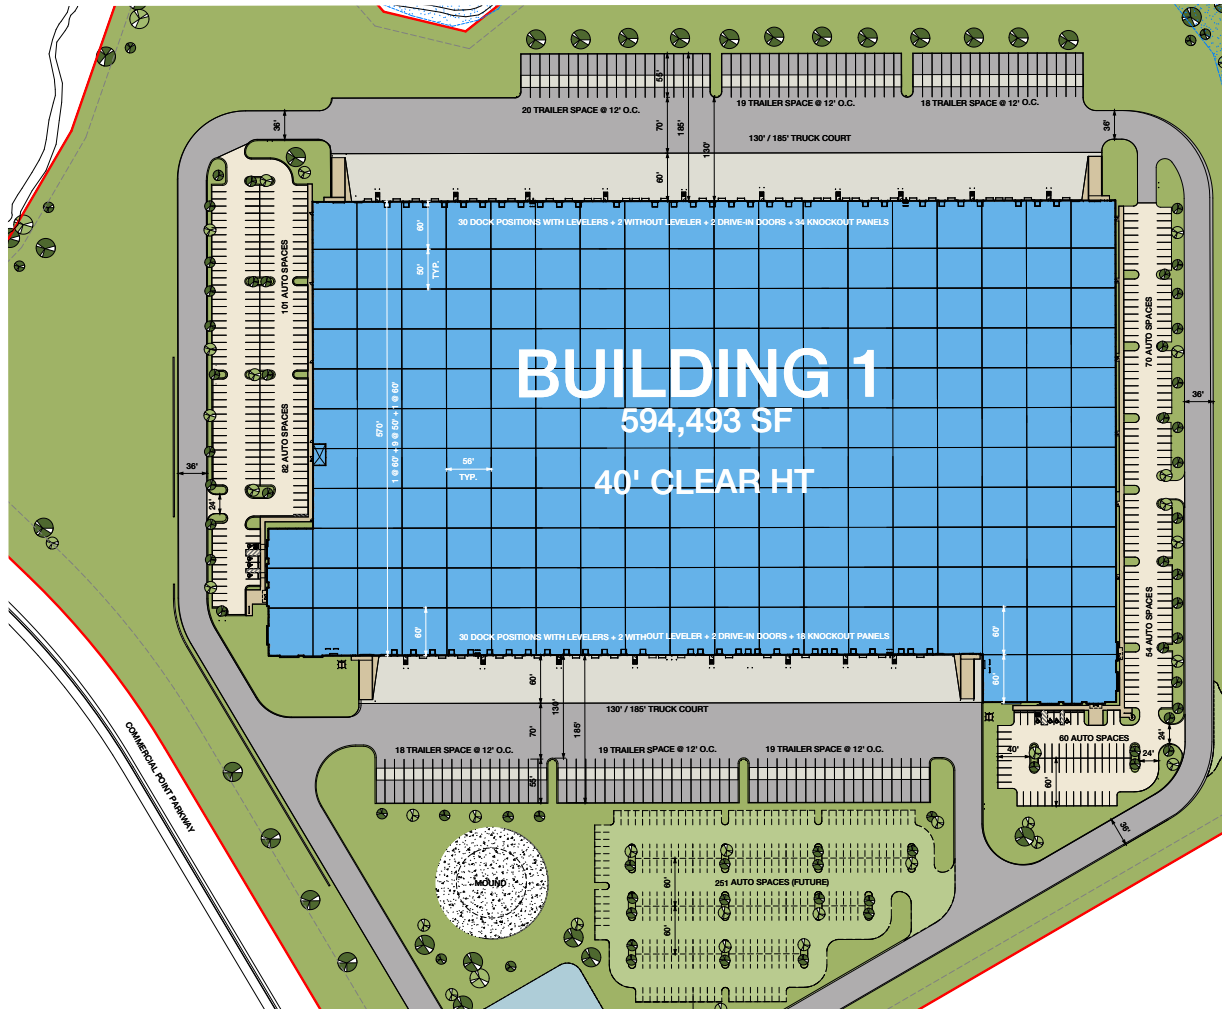 55'
20 TRAILER SPACE @ 12' O.C.
19 TRAILER SPACE @ 12' O.C.
18 TRAILER SPACE @ 12' O.C.
36'
70'
185'
130'
36'
130' / 185' TRUCK COURT
60'
30 DOCK POSITIONS WITH LEVELERS + 2 WITHOUT LEVELER + 2 DRIVE-IN DOORS + 34 KNOCKOUT PANELS
60'
50'
TYP.
101 AUTO SPACES
70 AUTO SPACES
BUILDING 1
594,493 SF
40' CLEAR HT
570'
1 @ 60' + 9 @ 50' + 1 @ 60'
56'
TYP.
82 AUTO SPACES
36'
36'
24'
54 AUTO SPACES
60'
30 DOCK POSITIONS WITH LEVELERS + 2 WITHOUT LEVELER + 2 DRIVE-IN DOORS + 18 KNOCKOUT PANELS
60'
60'
60'
130'
185'
130' / 185' TRUCK COURT
70'
18 TRAILER SPACE @ 12' O.C.
19 TRAILER SPACE @ 12' O.C.
19 TRAILER SPACE @ 12' O.C.
55'
60 AUTO SPACES
40'
24'
24'
60'
36'
COMMERCIAL POINT PARKWAY
MOUND
251 AUTO SPACES (FUTURE)
60'
60'